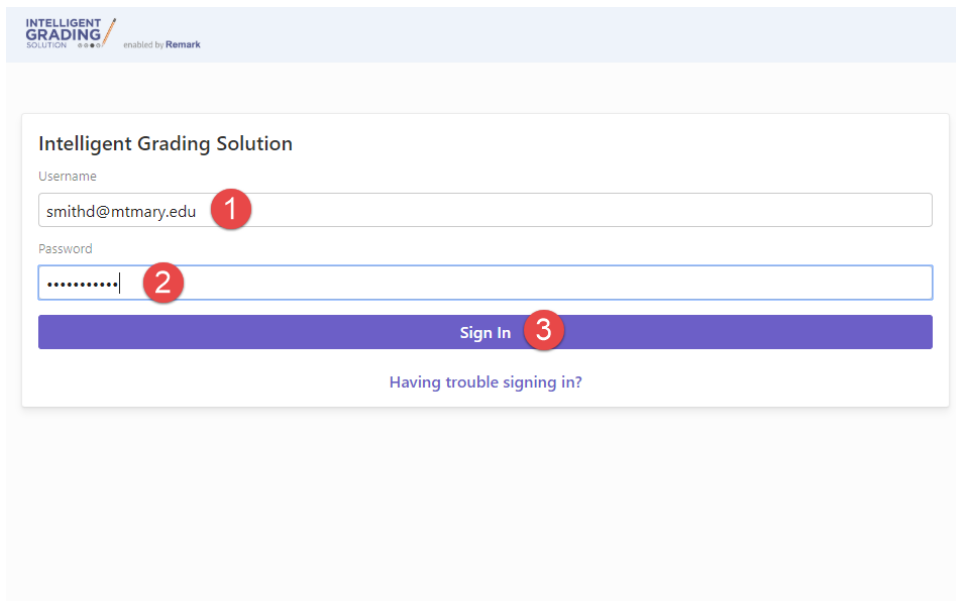 INTELLIGENT
GRADING
SOLUTION
enabled by Remark
Intelligent Grading Solution
Username
smithd@mtmary.edu
1
Password
•••••••••••
2
Sign In
3
Having trouble signing in?